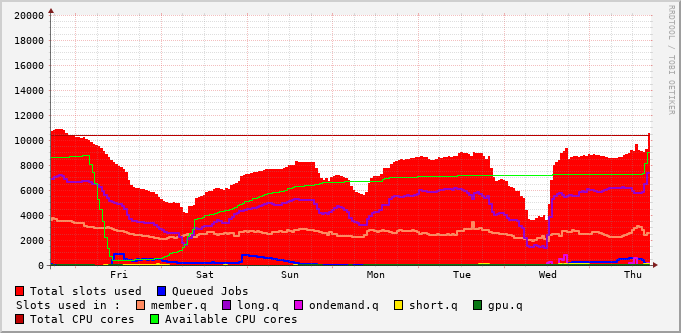 20000
18000
16000
14000
12000
10000
8000
6000
4000
2000
0
Fri Sat Sun Mon Tue Wed Thu
RRDTOOL / TOBI OETIKER
Total slots used Queued Jobs
Slots used in : member.q long.q ondemand.q short.q gpu.q
Total CPU cores Available CPU cores